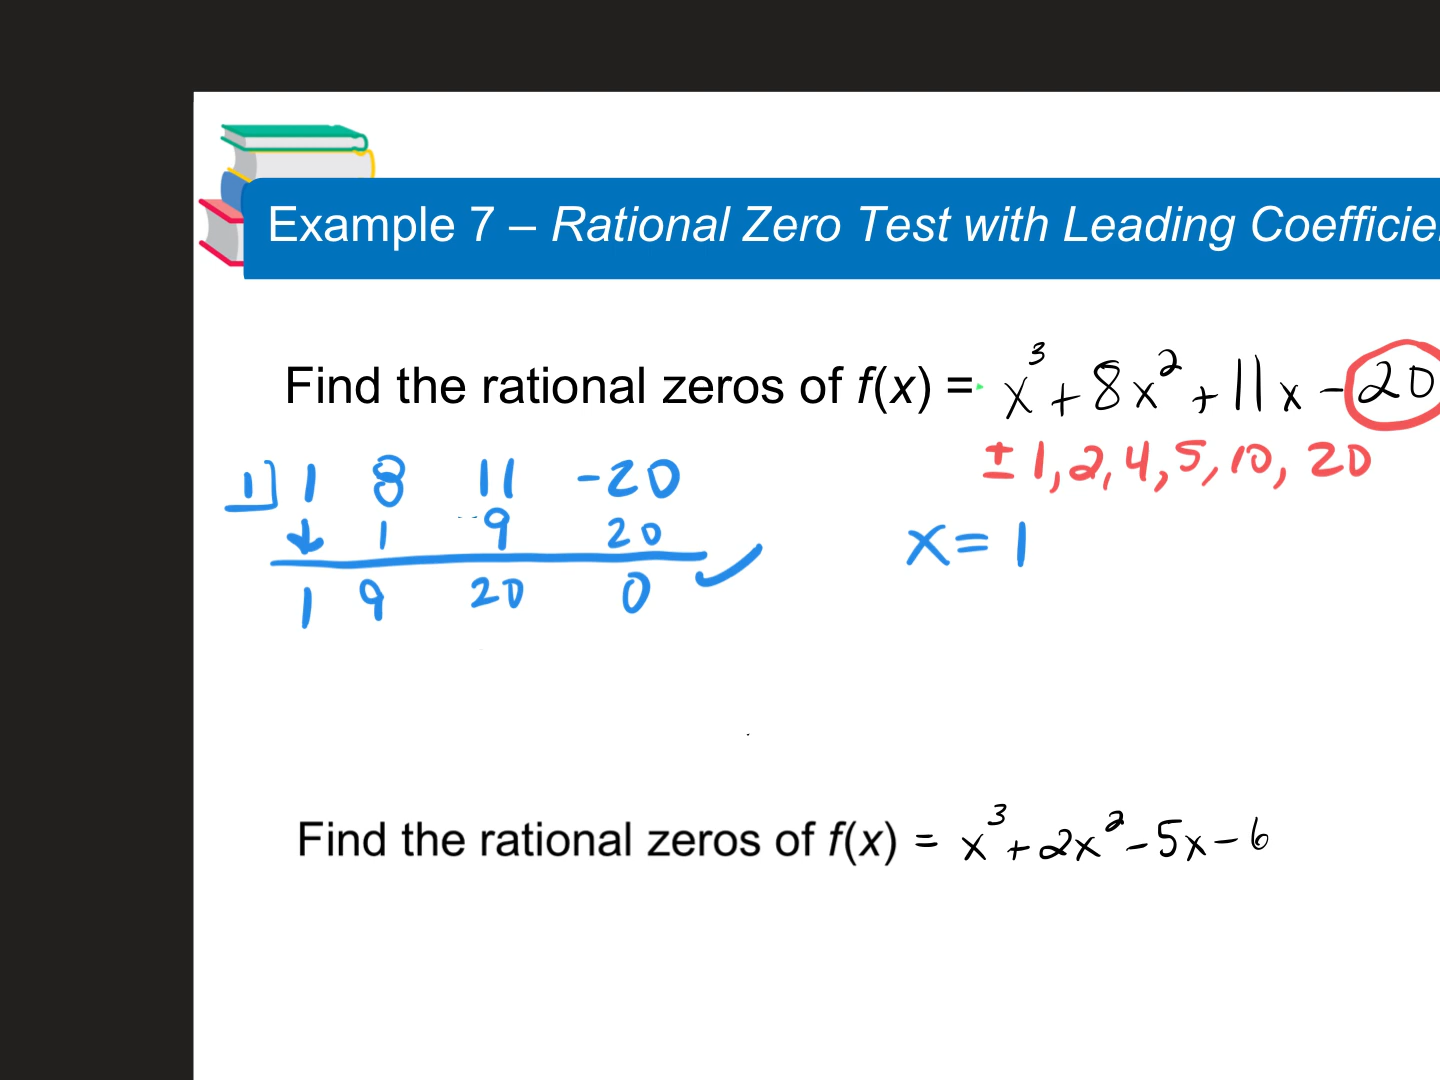 Example 7 – Rational Zero Test with Leading Coefficie
Find the rational zeros of f(x) = x³ + 8x² + 11x - 20
± 1, 2, 4, 5, 10, 20
1 1 8 11 -20
↓ 1 9 20
1 9 20 0 ✓
x = 1
Find the rational zeros of f(x) = x³ + 2x² - 5x - 6